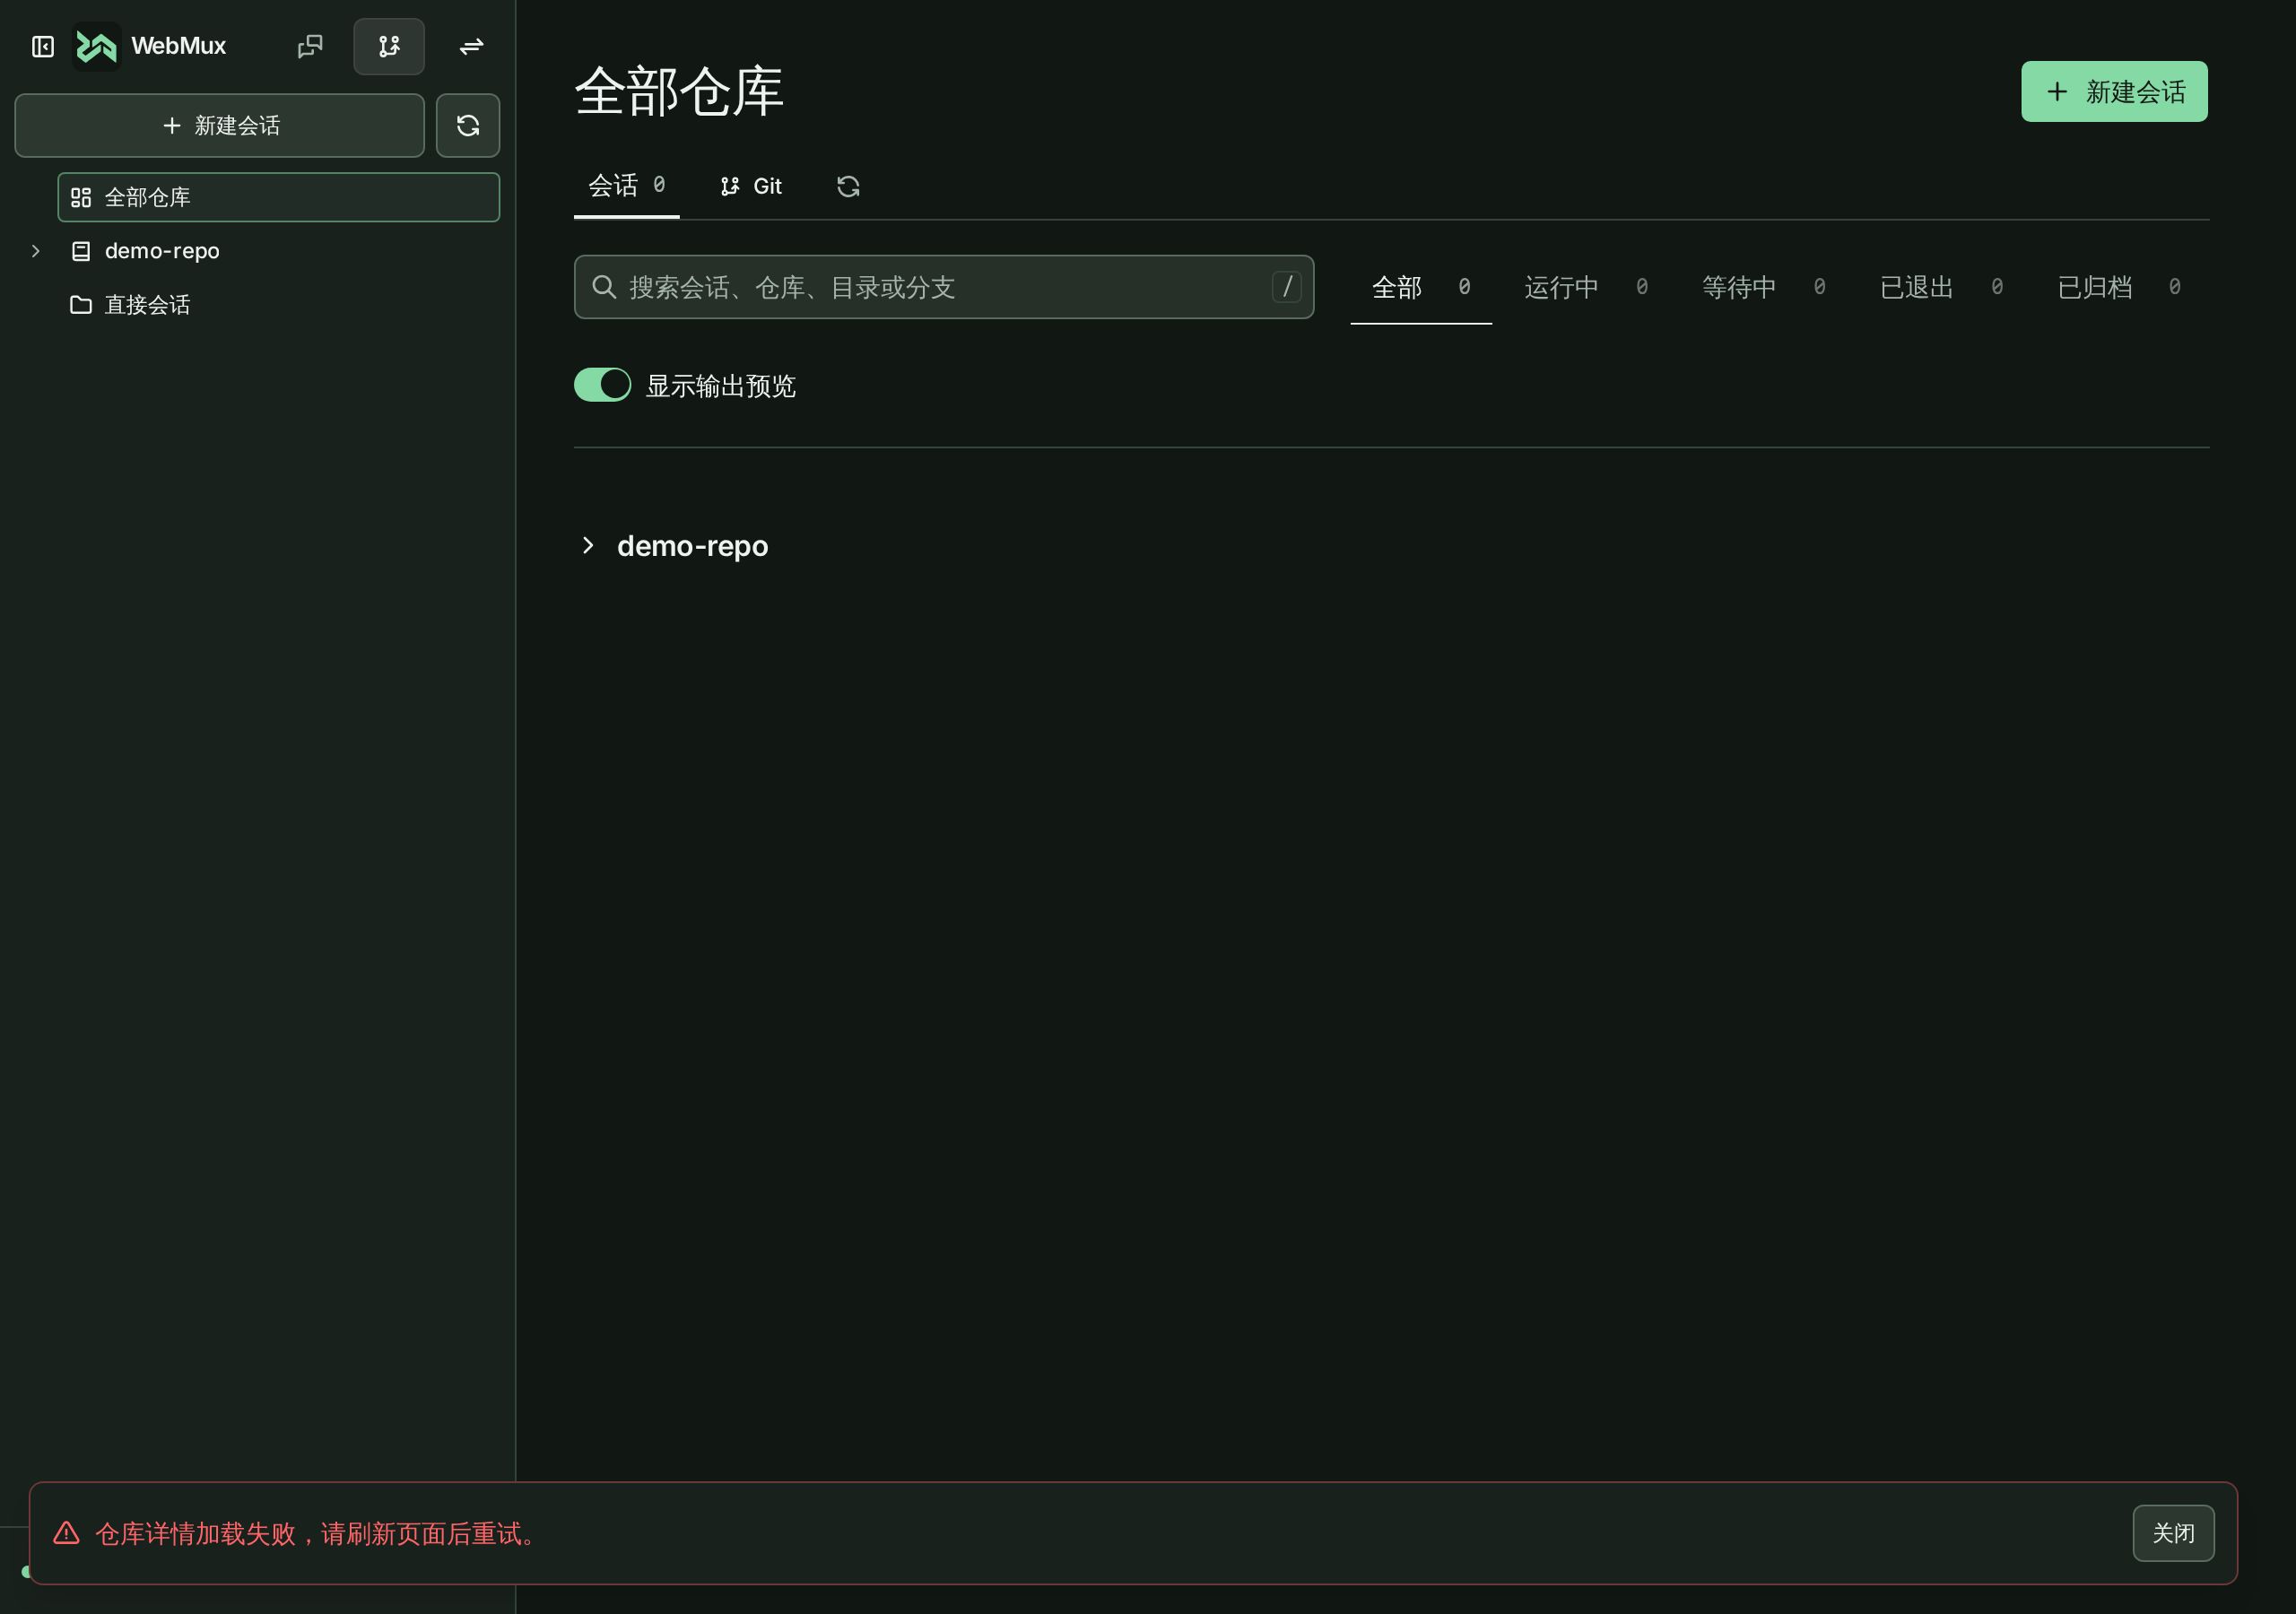 WebMux
新建会话
全部仓库
demo-repo
直接会话
全部仓库
新建会话
会话 0 Git
搜索会话、仓库、目录或分支 /
全部 0 运行中 0 等待中 0 已退出 0 已归档 0
显示输出预览
demo-repo
仓库详情加载失败，请刷新页面后重试。
关闭